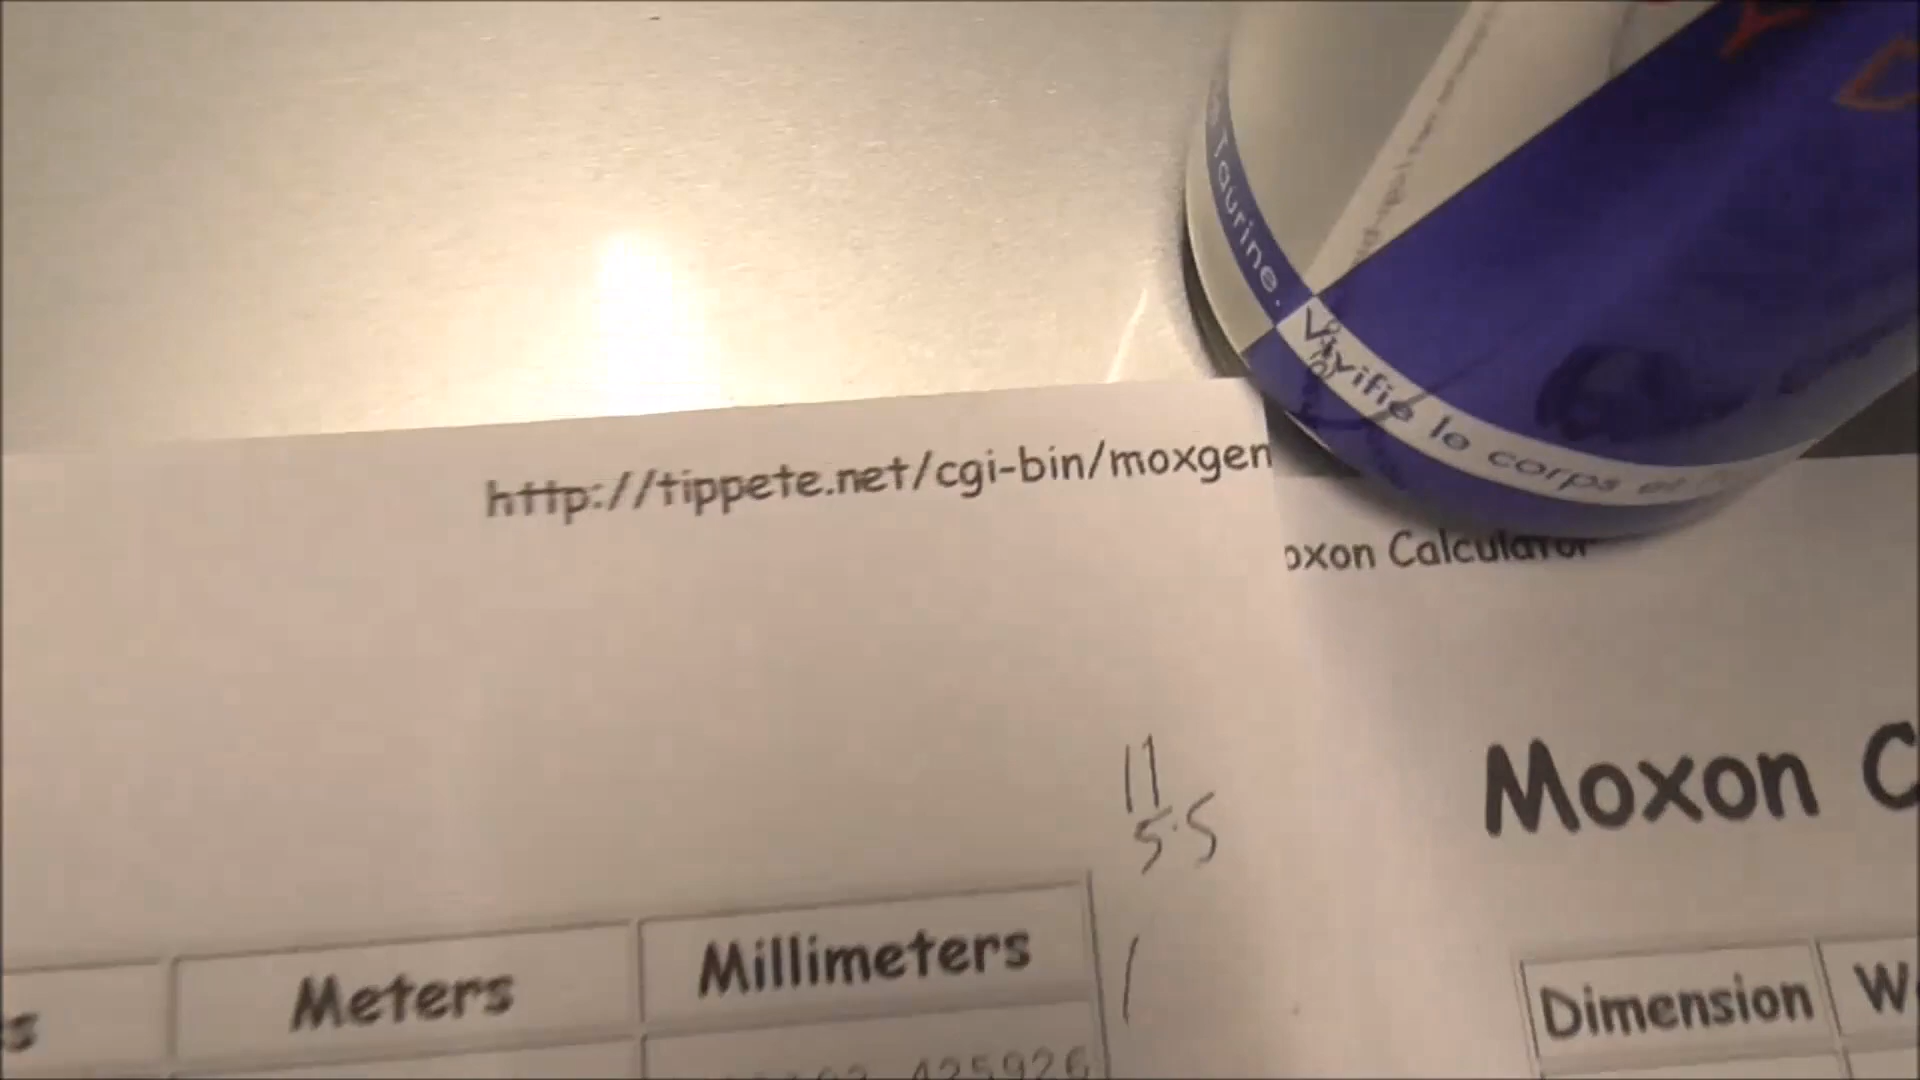 Taurine.
Vivifie le corps et
http://tippete.net/cgi-bin/moxgen
oxon Calculator
11
5.5
Moxon C
Meters
Millimeters
Dimension
425926